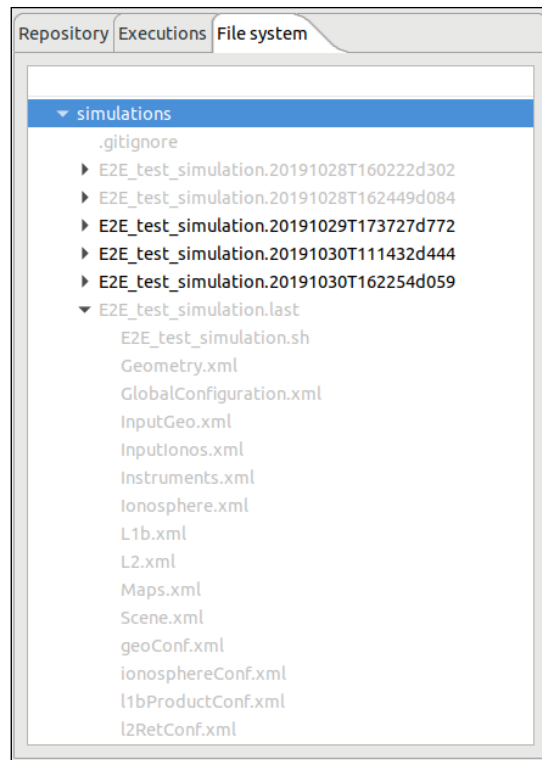 Repository Executions File system
simulations
.gitignore
E2E_test_simulation.20191028T160222d302
E2E_test_simulation.20191028T162449d084
E2E_test_simulation.20191029T173727d772
E2E_test_simulation.20191030T111432d444
E2E_test_simulation.20191030T162254d059
E2E_test_simulation.last
E2E_test_simulation.sh
Geometry.xml
GlobalConfiguration.xml
InputGeo.xml
InputIonos.xml
Instruments.xml
Ionosphere.xml
L1b.xml
L2.xml
Maps.xml
Scene.xml
geoConf.xml
ionosphereConf.xml
l1bProductConf.xml
l2RetConf.xml